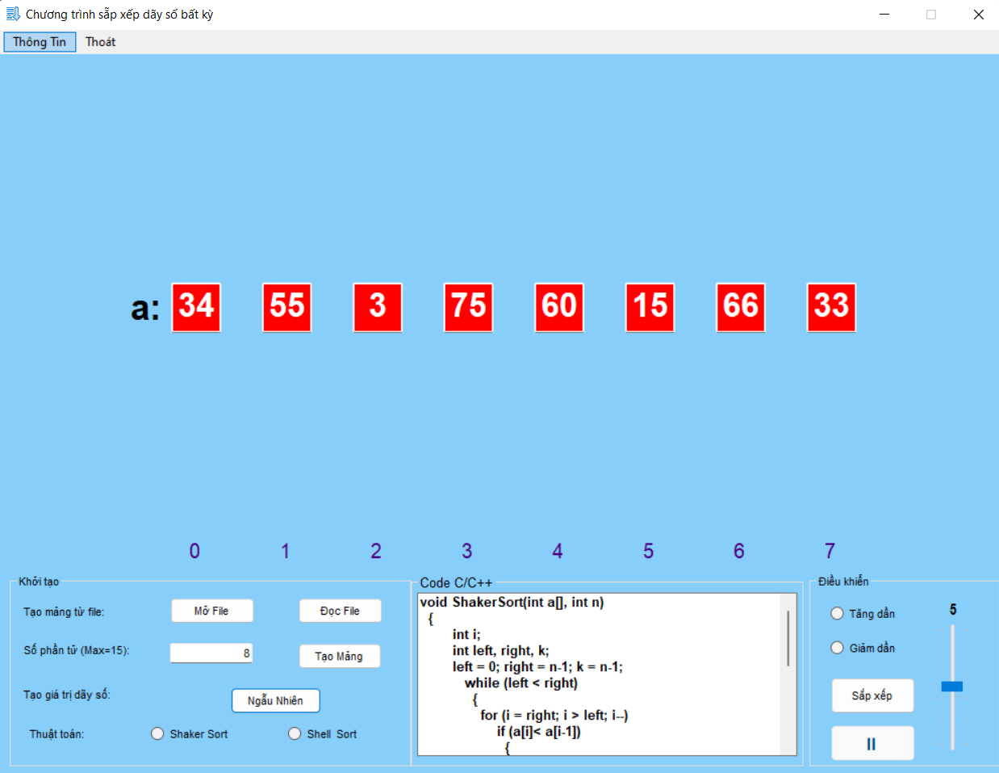 Chương trình sắp xếp dãy số bất kỳ
Thông Tin Thoát
a: 34 55 3 75 60 15 66 33
0 1 2 3 4 5 6 7
Khởi tạo
Tạo mảng từ file: Mở File Đọc File
Số phần tử (Max=15): 8 Tạo Mảng
Tạo giá trị dãy số: Ngẫu Nhiên
Thuật toán: Shaker Sort Shell Sort
Code C/C++
void ShakerSort(int a[], int n)
{
int i;
int left, right, k;
left = 0; right = n-1; k = n-1;
while (left < right)
{
for (i = right; i > left; i--)
if (a[i]< a[i-1])
{
Điều khiển
Tăng dần 5
Giảm dần
Sắp xếp